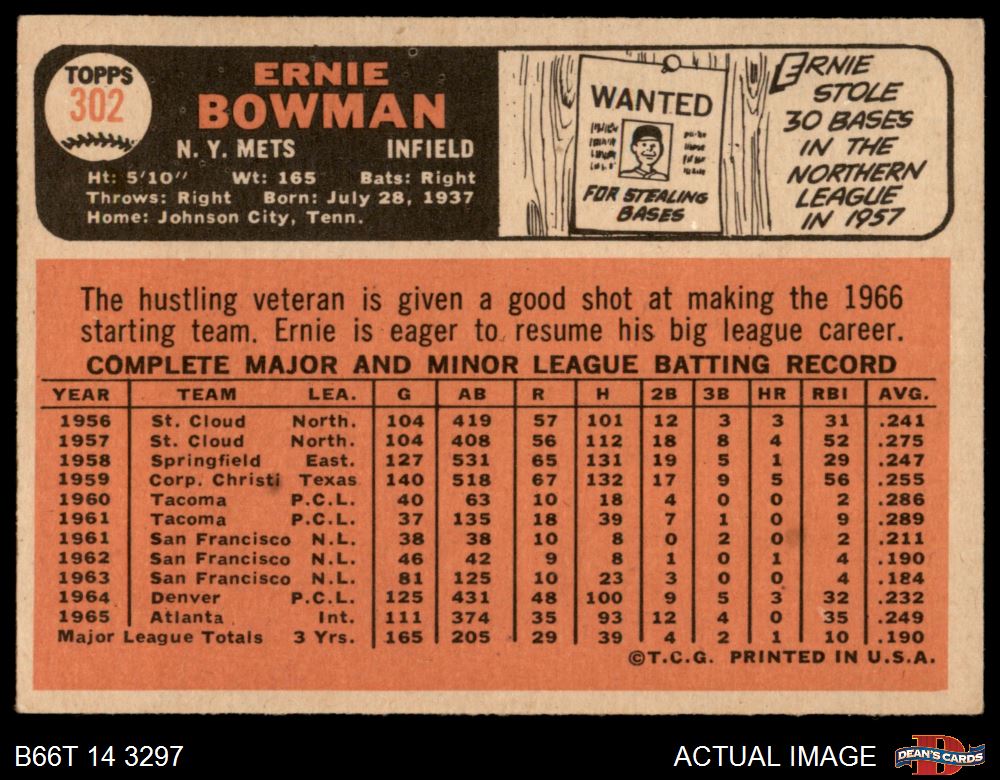 TOPPS
302
ERNIE
BOWMAN
N. Y. METS INFIELD
Ht: 5'10" Wt: 165 Bats: Right
Throws: Right Born: July 28, 1937
Home: Johnson City, Tenn.
WANTED
FOR STEALING
BASES
ERNIE
STOLE
30 BASES
IN THE
NORTHERN
LEAGUE
IN 1957
The hustling veteran is given a good shot at making the 1966
starting team. Ernie is eager to resume his big league career.
COMPLETE MAJOR AND MINOR LEAGUE BATTING RECORD
YEAR TEAM LEA. G AB R H 2B 3B HR RBI AVG.
1956 St. Cloud North. 104 419 57 101 12 3 3 31 .241
1957 St. Cloud North. 104 408 56 112 18 8 4 52 .275
1958 Springfield East. 127 531 65 131 19 5 1 29 .247
1959 Corp. Christi Texas 140 518 67 132 17 9 5 56 .255
1960 Tacoma P.C.L. 40 63 10 18 4 0 0 2 .286
1961 Tacoma P.C.L. 37 135 18 39 7 1 0 9 .289
1961 San Francisco N.L. 38 38 10 8 0 2 0 2 .211
1962 San Francisco N.L. 46 42 9 8 1 0 1 4 .190
1963 San Francisco N.L. 81 125 10 23 3 0 0 4 .184
1964 Denver P.C.L. 125 431 48 100 9 5 3 32 .232
1965 Atlanta Int. 111 374 35 93 12 4 0 35 .249
Major League Totals 3 Yrs. 165 205 29 39 4 2 1 10 .190
©T.C.G. PRINTED IN U.S.A.
B66T 14 3297 ACTUAL IMAGE DEAN'S CARDS